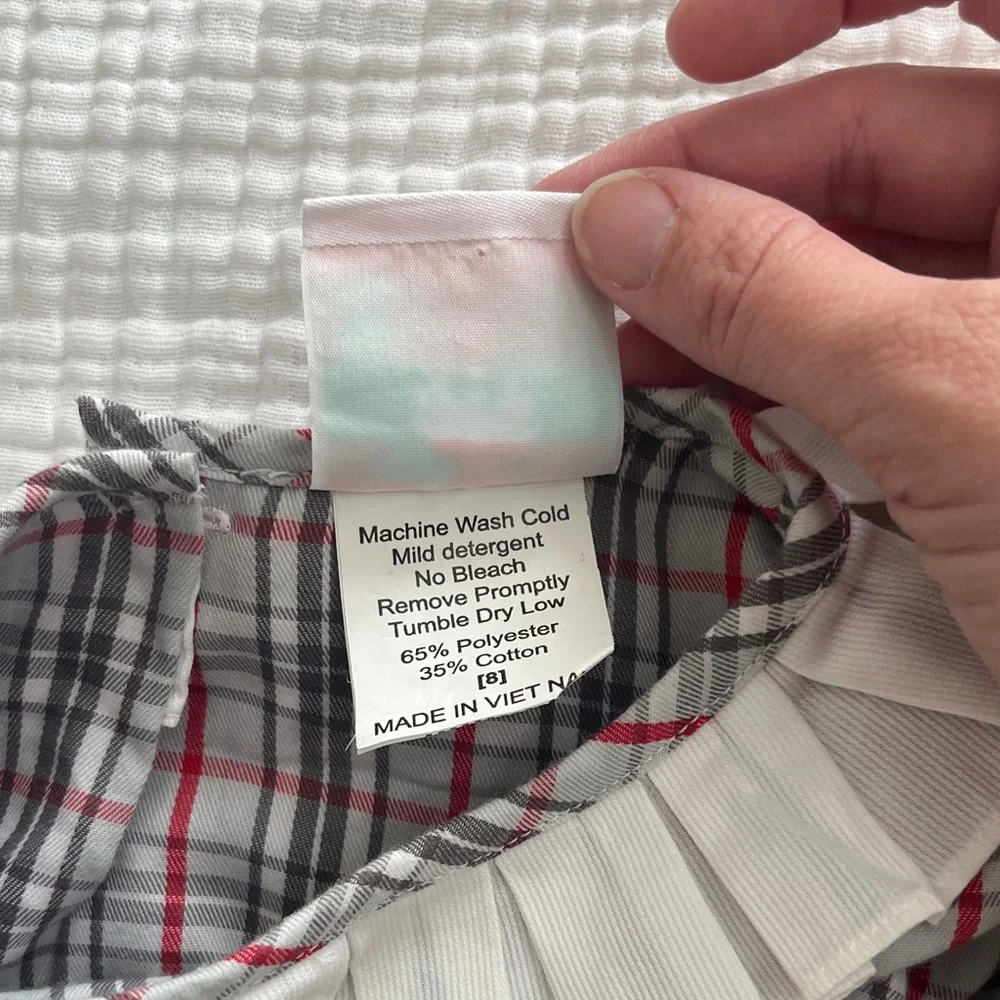 Machine Wash Cold
Mild detergent
No Bleach
Remove Promptly
Tumble Dry Low
65% Polyester
35% Cotton
[8]
MADE IN VIET NA